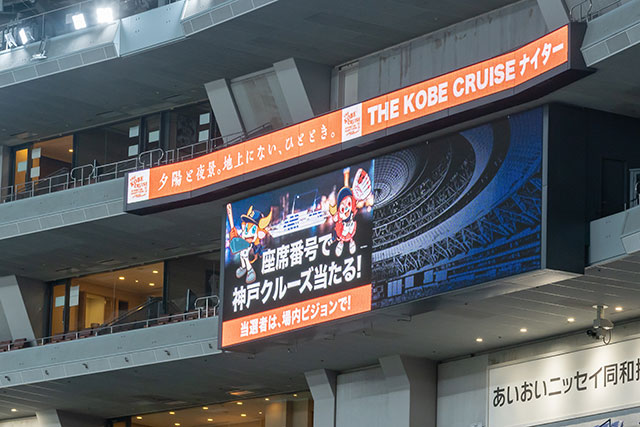 夕陽と夜景。地上にない、ひととき。 THE KOBE CRUISE ナイター
座席番号で
神戸クルーズ当たる!
当選者は、場内ビジョンで!
あいおいニッセイ同和損